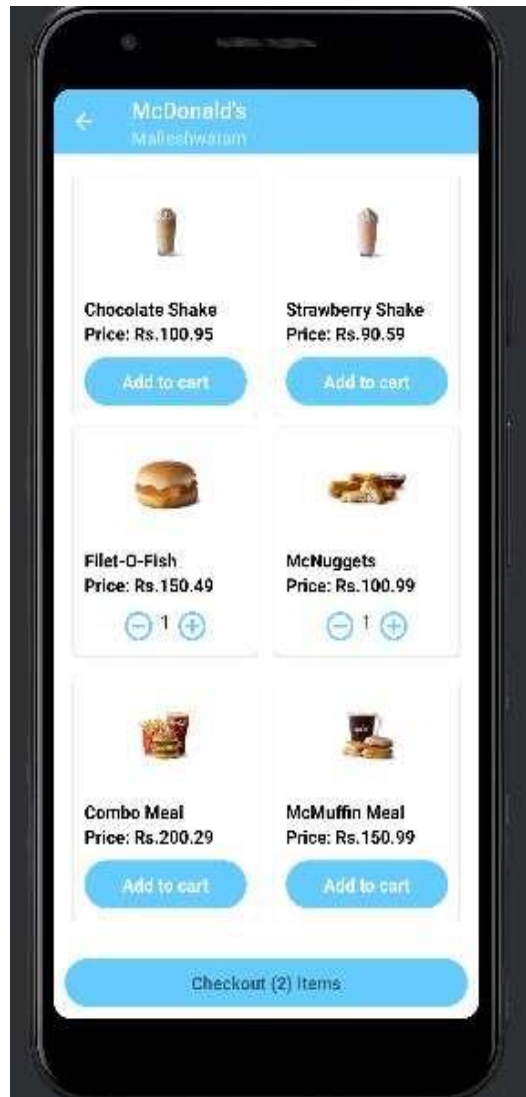 McDonald's
Malleshwaram
Chocolate Shake
Price: Rs.100.95
Add to cart
Strawberry Shake
Price: Rs.90.59
Add to cart
Filet-O-Fish
Price: Rs.150.49
1
McNuggets
Price: Rs.100.99
1
Combo Meal
Price: Rs.200.29
Add to cart
McMuffin Meal
Price: Rs.150.99
Add to cart
Checkout (2) Items